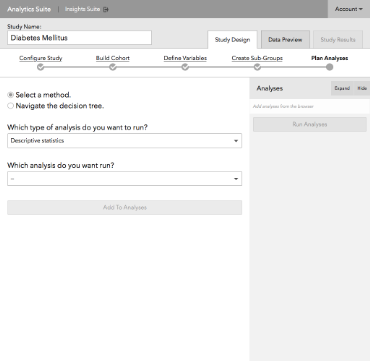 Analytics Suite | Insights Suite
Account
Study Name:
Diabetes Mellitus
Study Design
Data Preview
Study Results
Configure Study
Build Cohort
Define Variables
Create Sub-Groups
Plan Analyses
Select a method.
Navigate the decision tree.
Which type of analysis do you want to run?
Descriptive statistics
Which analysis do you want run?
--
Add To Analyses
Analyses
Expand
Hide
Add analyses from the browser
Run Analyses